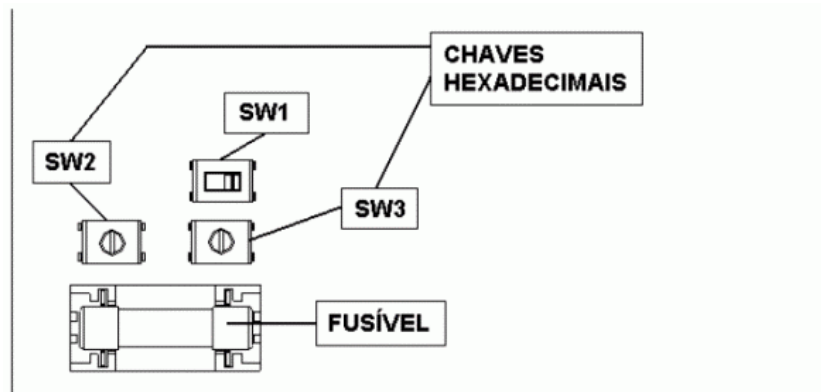 CHAVES
HEXADECIMAIS
SW1
SW2
SW3
FUSÍVEL